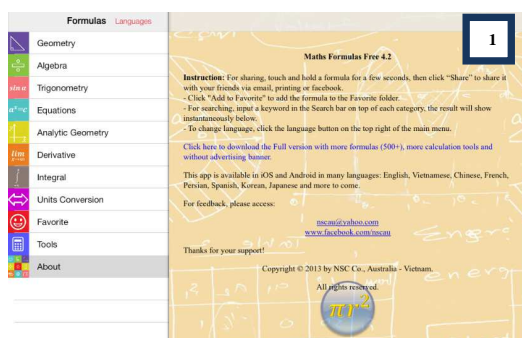 Formulas Languages
Geometry
Algebra
sin α Trigonometry
Equations
Analytic Geometry
lim Derivative
Integral
Units Conversion
Favorite
Tools
About
1
Maths Formulas Free 4.2
Instruction: For sharing, touch and hold a formula for a few seconds, then click “Share” to share it
with your friends via email, printing or facebook.
- Click "Add to Favorite" to add the formula to the Favorite folder.
- For searching, input a keyword in the Search bar on top of each category, the result will show
instantaneously below.
- To change language, click the language button on the top right of the main menu.
Click here to download the Full version with more formulas (500+), more calculation tools and
without advertising banner.
This app is available in iOS and Android in many languages: English, Vietnamese, Chinese, French,
Persian, Spanish, Korean, Japanese and more to come.
For feedback, please access:
nscau@yahoo.com
www.facebook.com/nscau
Thanks for your support!
Copyright © 2013 by NSC Co., Australia - Vietnam.
All rights reserved.
πr²